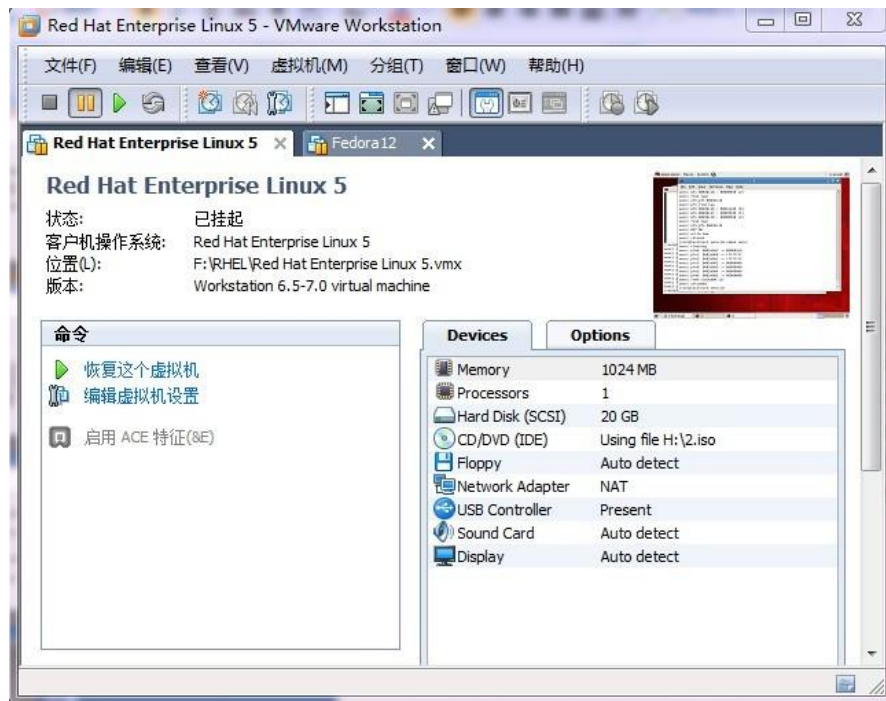 Red Hat Enterprise Linux 5 - VMware Workstation
文件(F) 编辑(E) 查看(V) 虚拟机(M) 分组(T) 窗口(W) 帮助(H)
Red Hat Enterprise Linux 5 Fedora12
Red Hat Enterprise Linux 5
状态: 已挂起
客户机操作系统: Red Hat Enterprise Linux 5
位置(L): F:\RHEL\Red Hat Enterprise Linux 5.vmx
版本: Workstation 6.5-7.0 virtual machine
命令
恢复这个虚拟机
编辑虚拟机设置
启用 ACE 特征(&E)
Devices Options
Memory 1024 MB
Processors 1
Hard Disk (SCSI) 20 GB
CD/DVD (IDE) Using file H:\2.iso
Floppy Auto detect
Network Adapter NAT
USB Controller Present
Sound Card Auto detect
Display Auto detect